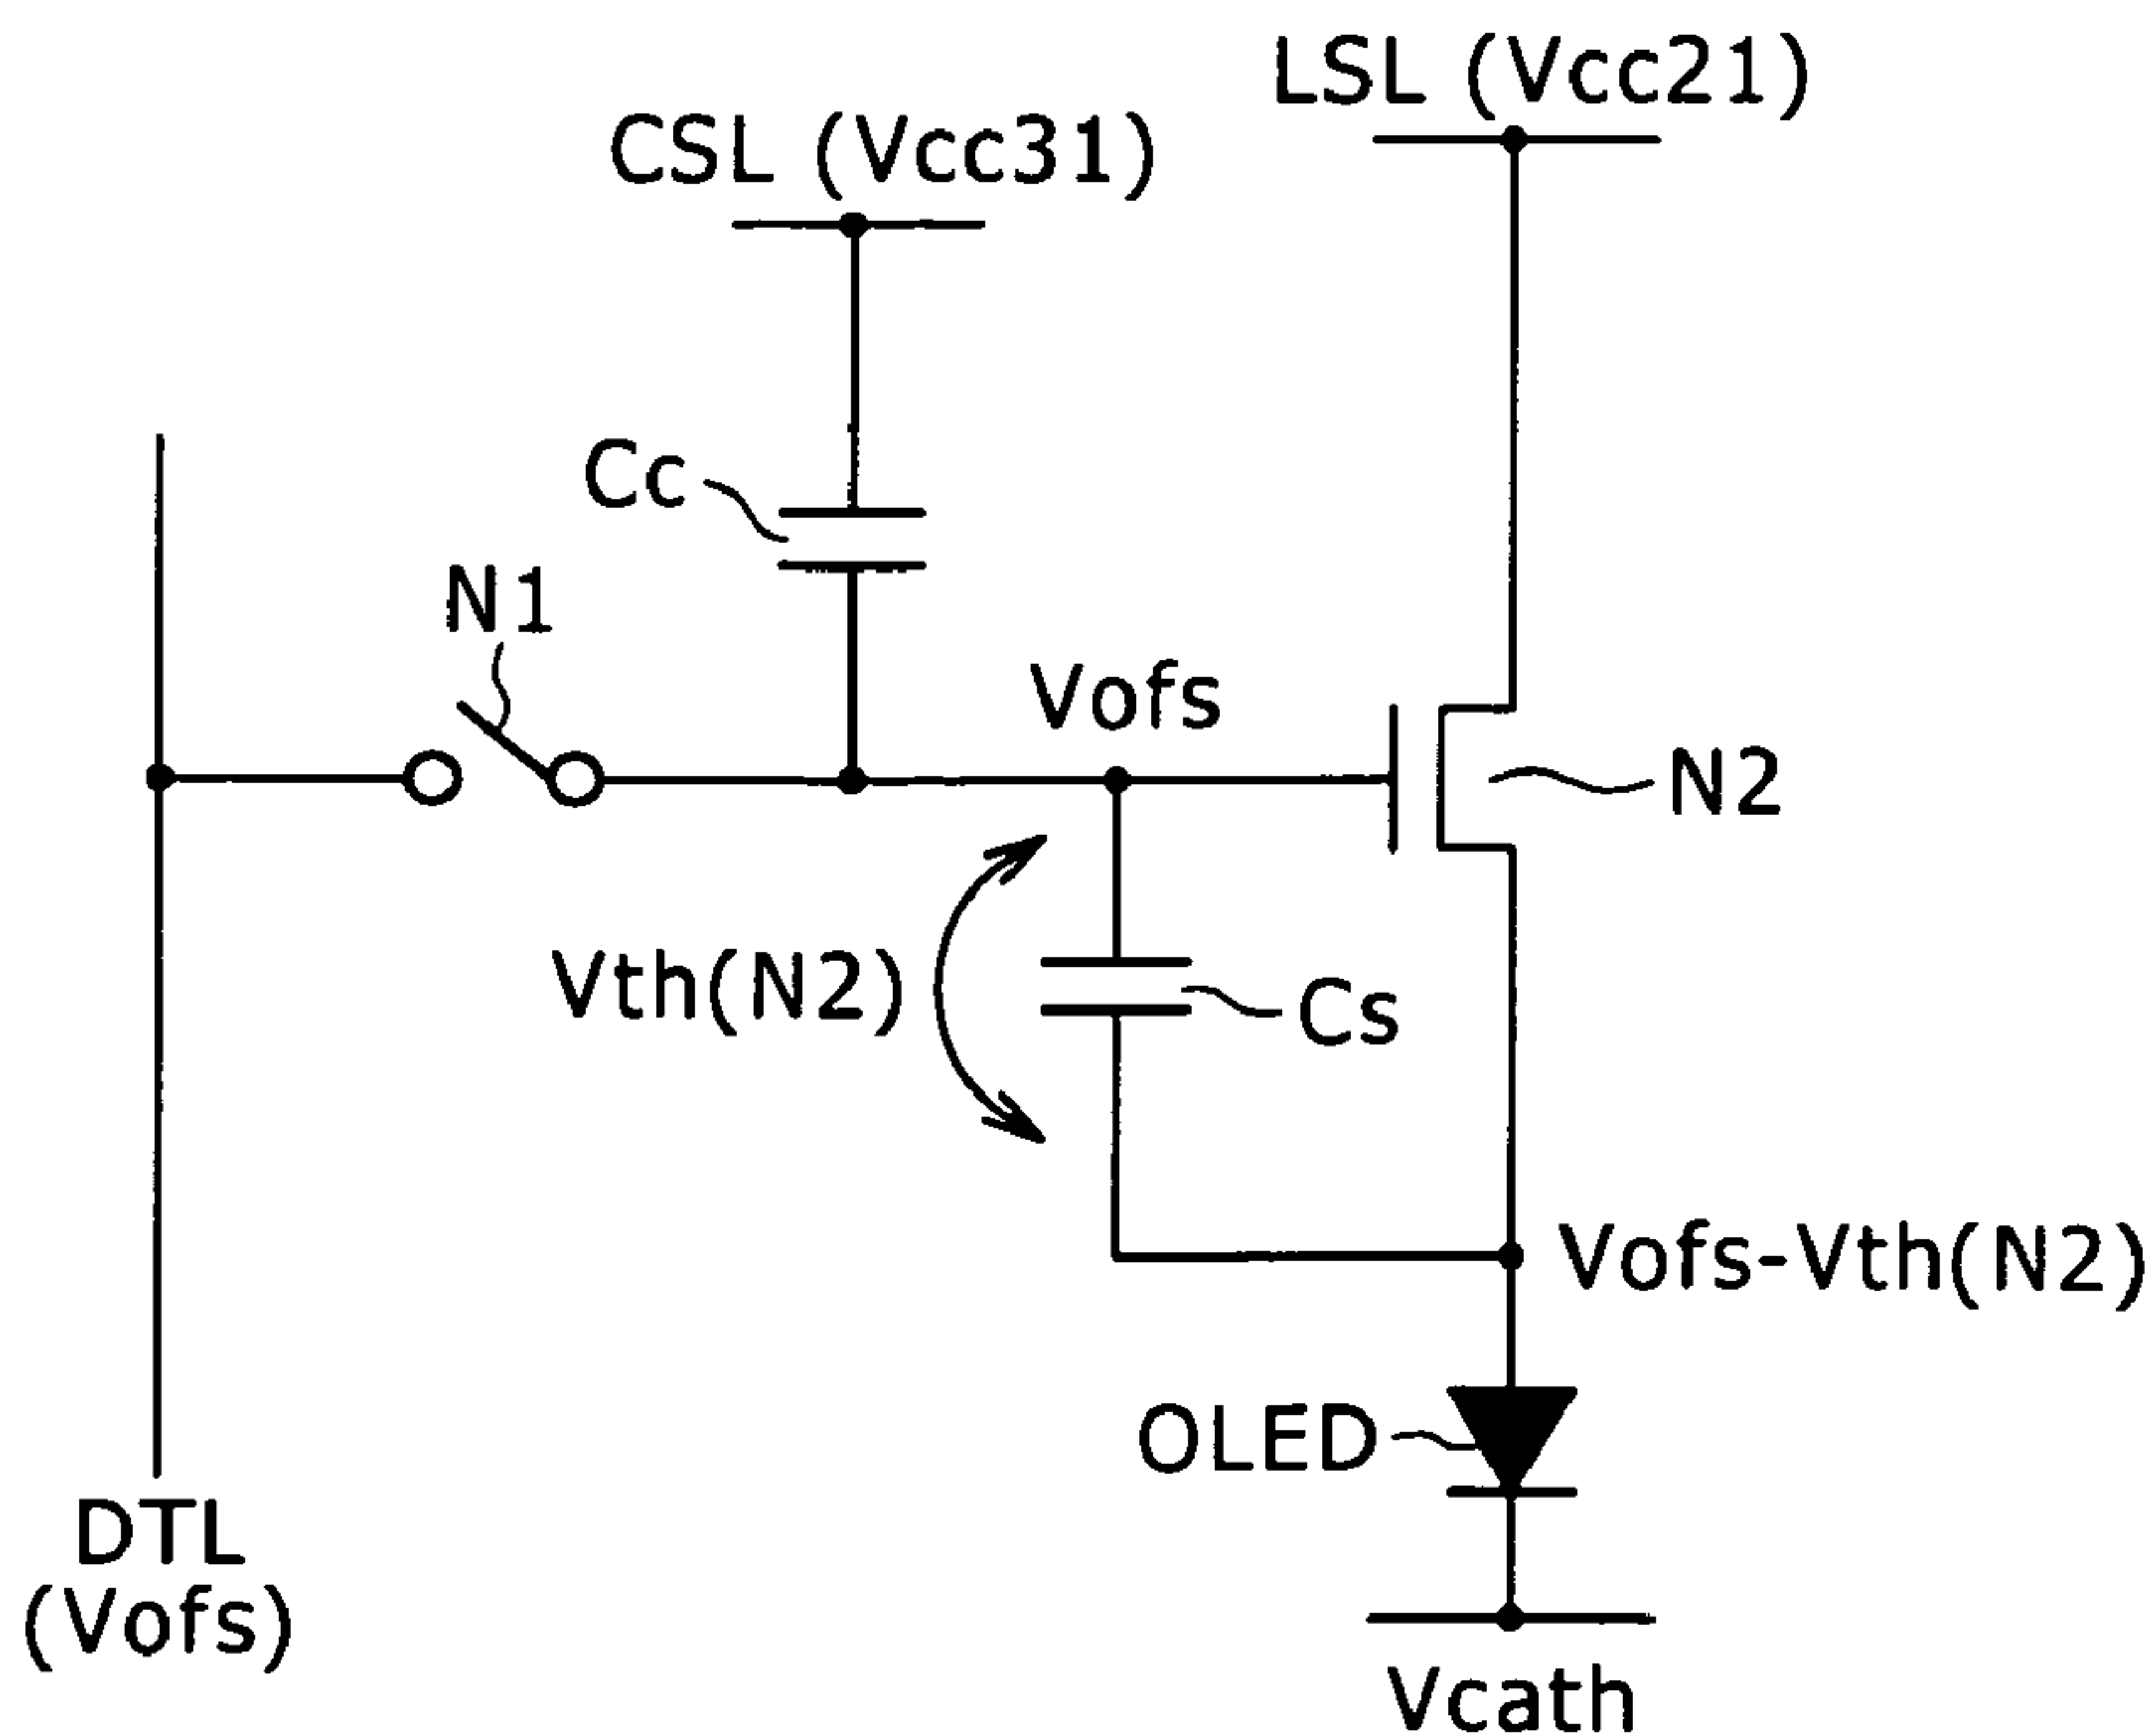 LSL (Vcc21)
CSL (Vcc31)
Cc
N1
Vofs
N2
Vth(N2)
Cs
Vofs-Vth(N2)
OLED
DTL
(Vofs)
Vcath